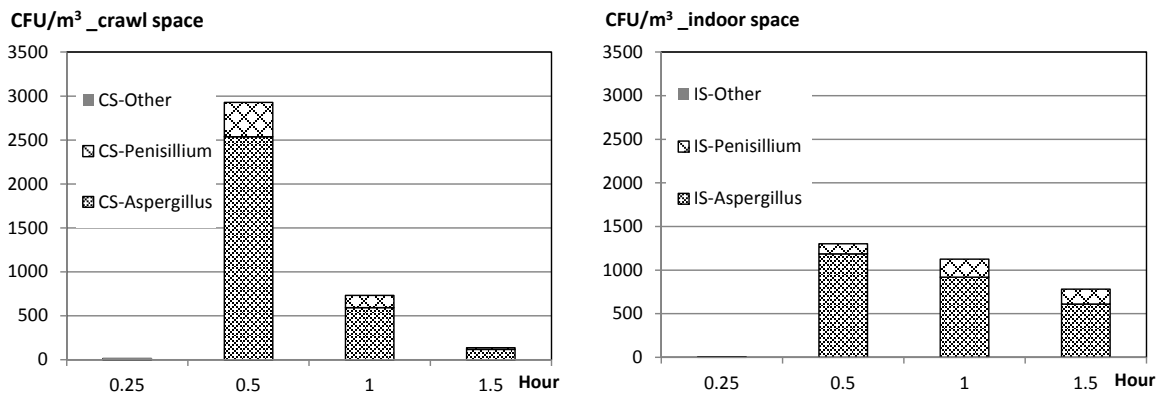 CFU/m³ _crawl space
3500
3000
2500
2000
1500
1000
500
0
CS-Other
CS-Penisillium
CS-Aspergillus
0.25 0.5 1 1.5 Hour
CFU/m³ _indoor space
3500
3000
2500
2000
1500
1000
500
0
IS-Other
IS-Penisillium
IS-Aspergillus
0.25 0.5 1 1.5 Hour